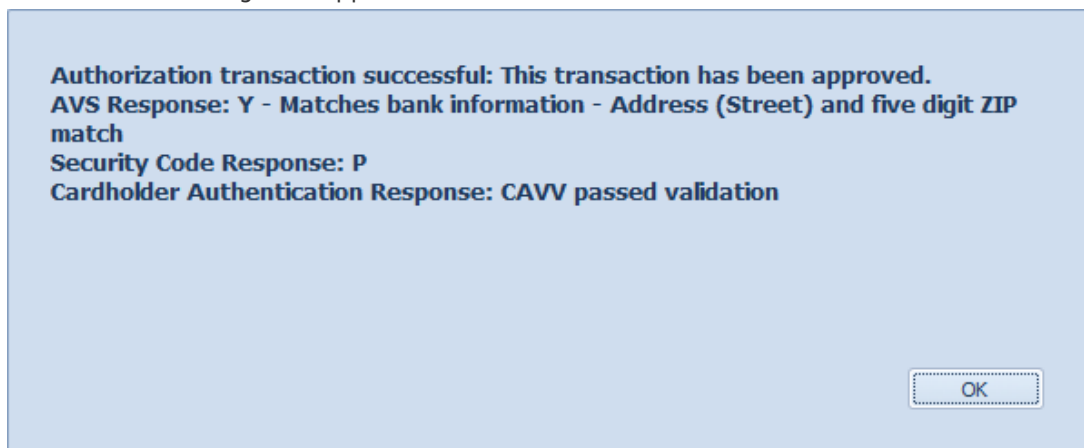 Authorization transaction successful: This transaction has been approved.
AVS Response: Y - Matches bank information - Address (Street) and five digit ZIP
match
Security Code Response: P
Cardholder Authentication Response: CAVV passed validation
OK